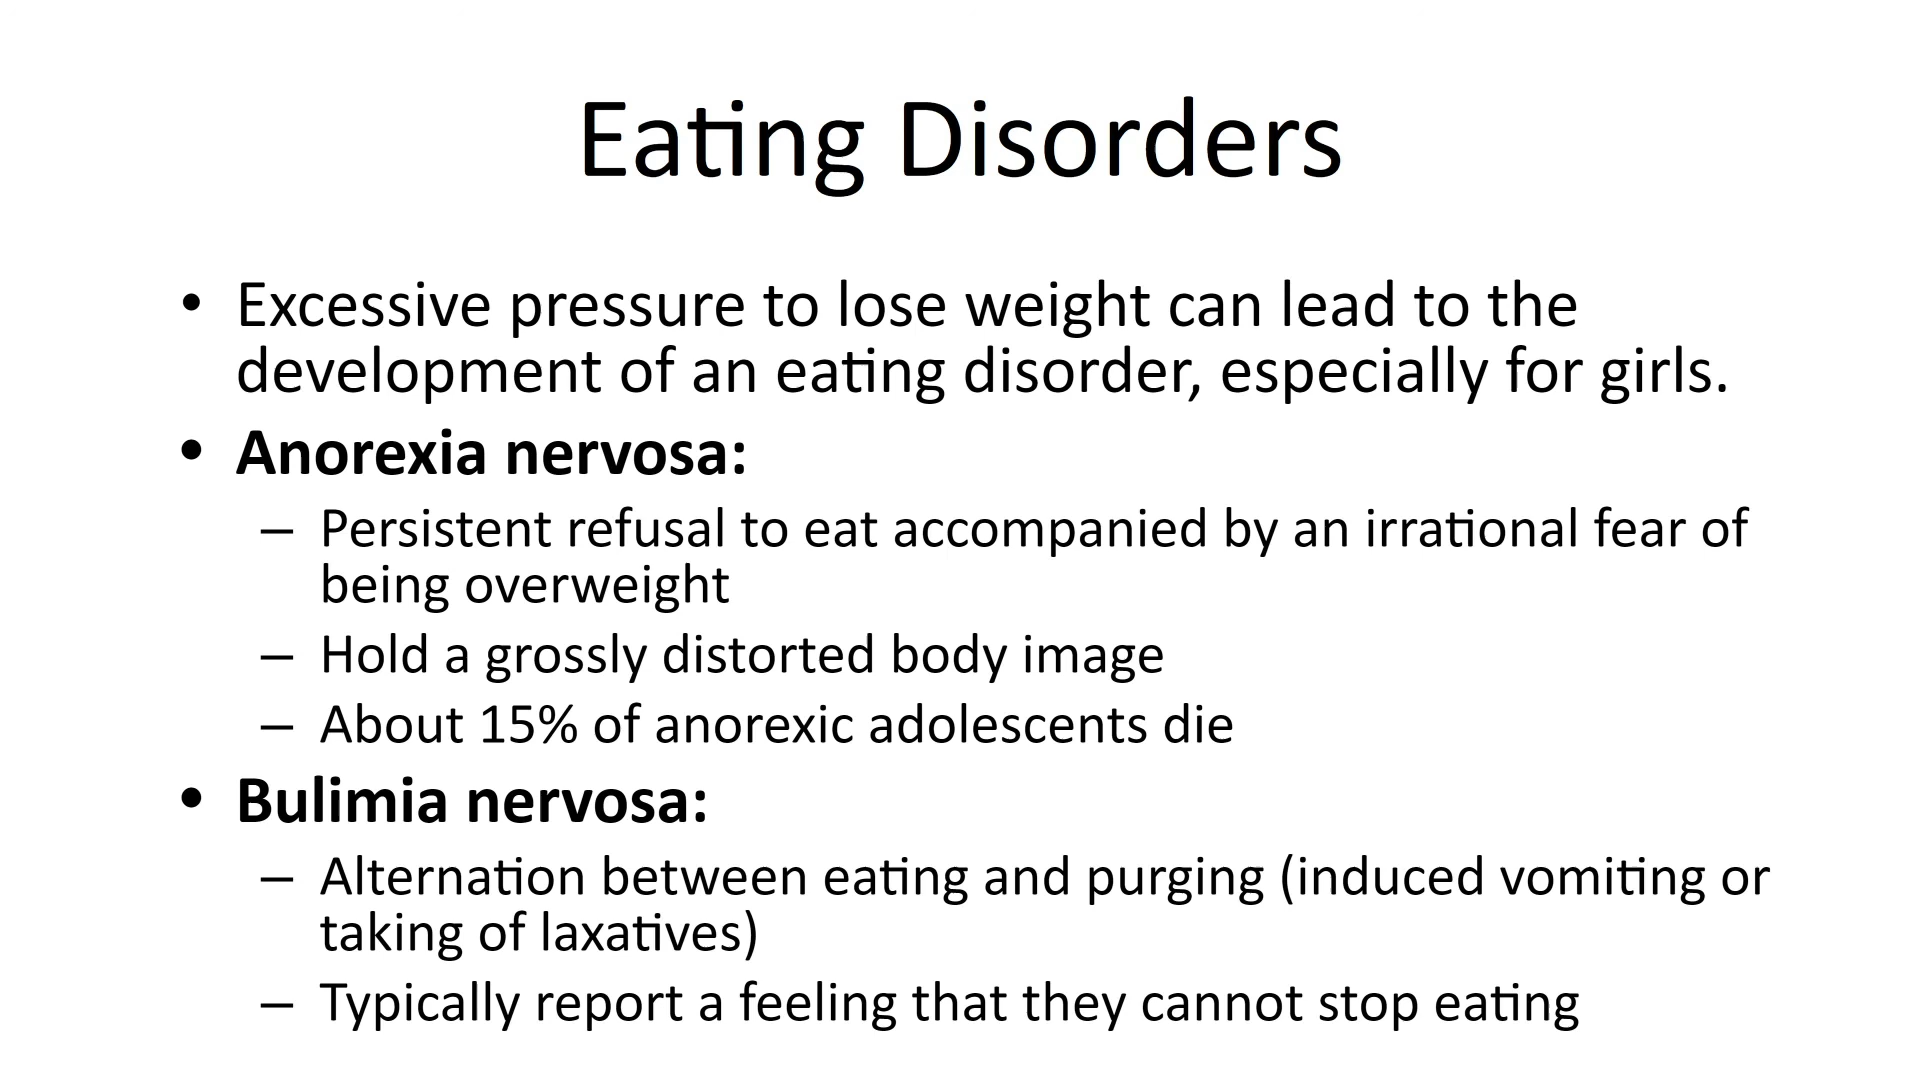 Eating Disorders
• Excessive pressure to lose weight can lead to the
development of an eating disorder, especially for girls.
• Anorexia nervosa:
– Persistent refusal to eat accompanied by an irrational fear of
being overweight
– Hold a grossly distorted body image
– About 15% of anorexic adolescents die
• Bulimia nervosa:
– Alternation between eating and purging (induced vomiting or
taking of laxatives)
– Typically report a feeling that they cannot stop eating